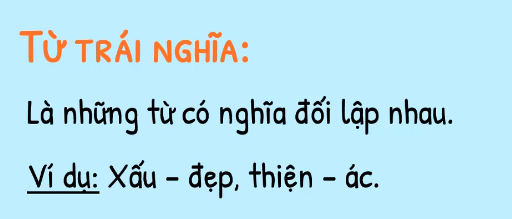 TỪ TRÁI NGHĨA:
Là những từ có nghĩa đối lập nhau.
Ví dụ: Xấu – đẹp, thiện – ác.